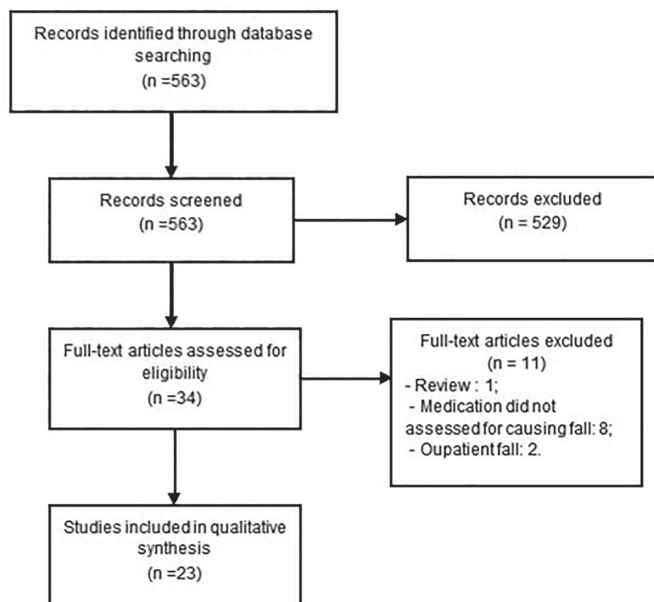 Records identified through database
searching
(n =563)
Records screened
(n =563)
Records excluded
(n = 529)
Full-text articles assessed for
eligibility
(n =34)
Full-text articles excluded
(n = 11)
- Review : 1;
- Medication did not
assessed for causing fall: 8;
- Oupatient fall: 2.
Studies included in qualitative
synthesis
(n =23)